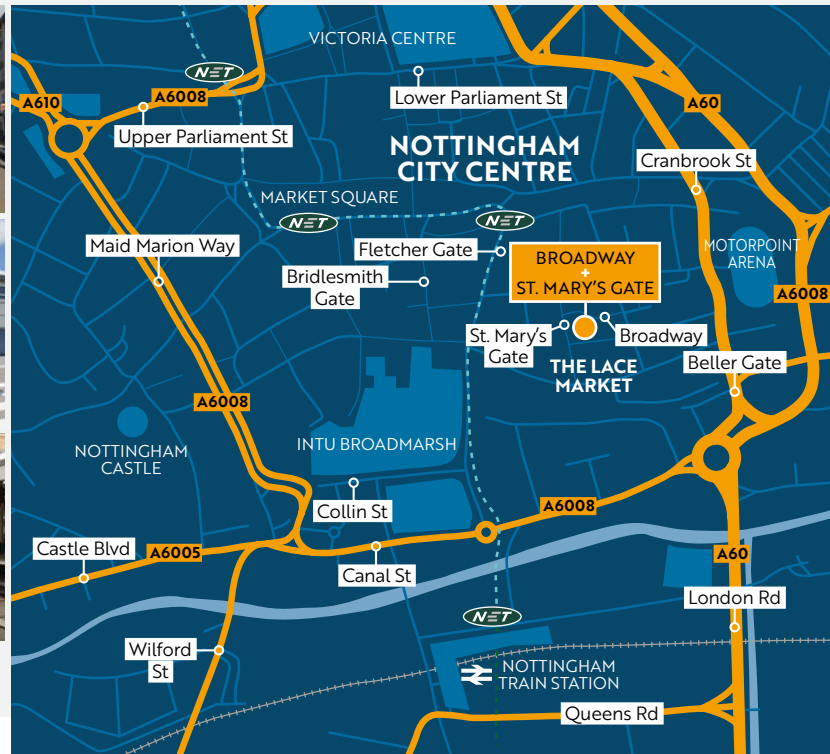 VICTORIA CENTRE
NET
A610
A6008
Lower Parliament St
A60
Upper Parliament St
NOTTINGHAM
CITY CENTRE
Cranbrook St
MARKET SQUARE
NET
NET
Maid Marion Way
Fletcher Gate
BROADWAY
+
ST. MARY'S GATE
MOTORPOINT
ARENA
Bridlesmith
Gate
A6008
St. Mary's
Gate
Broadway
THE LACE
MARKET
Beller Gate
A6008
NOTTINGHAM
CASTLE
INTU BROADMARSH
Collin St
A6008
Castle Blvd
A6005
Canal St
A60
London Rd
NET
Wilford
St
NOTTINGHAM
TRAIN STATION
Queens Rd